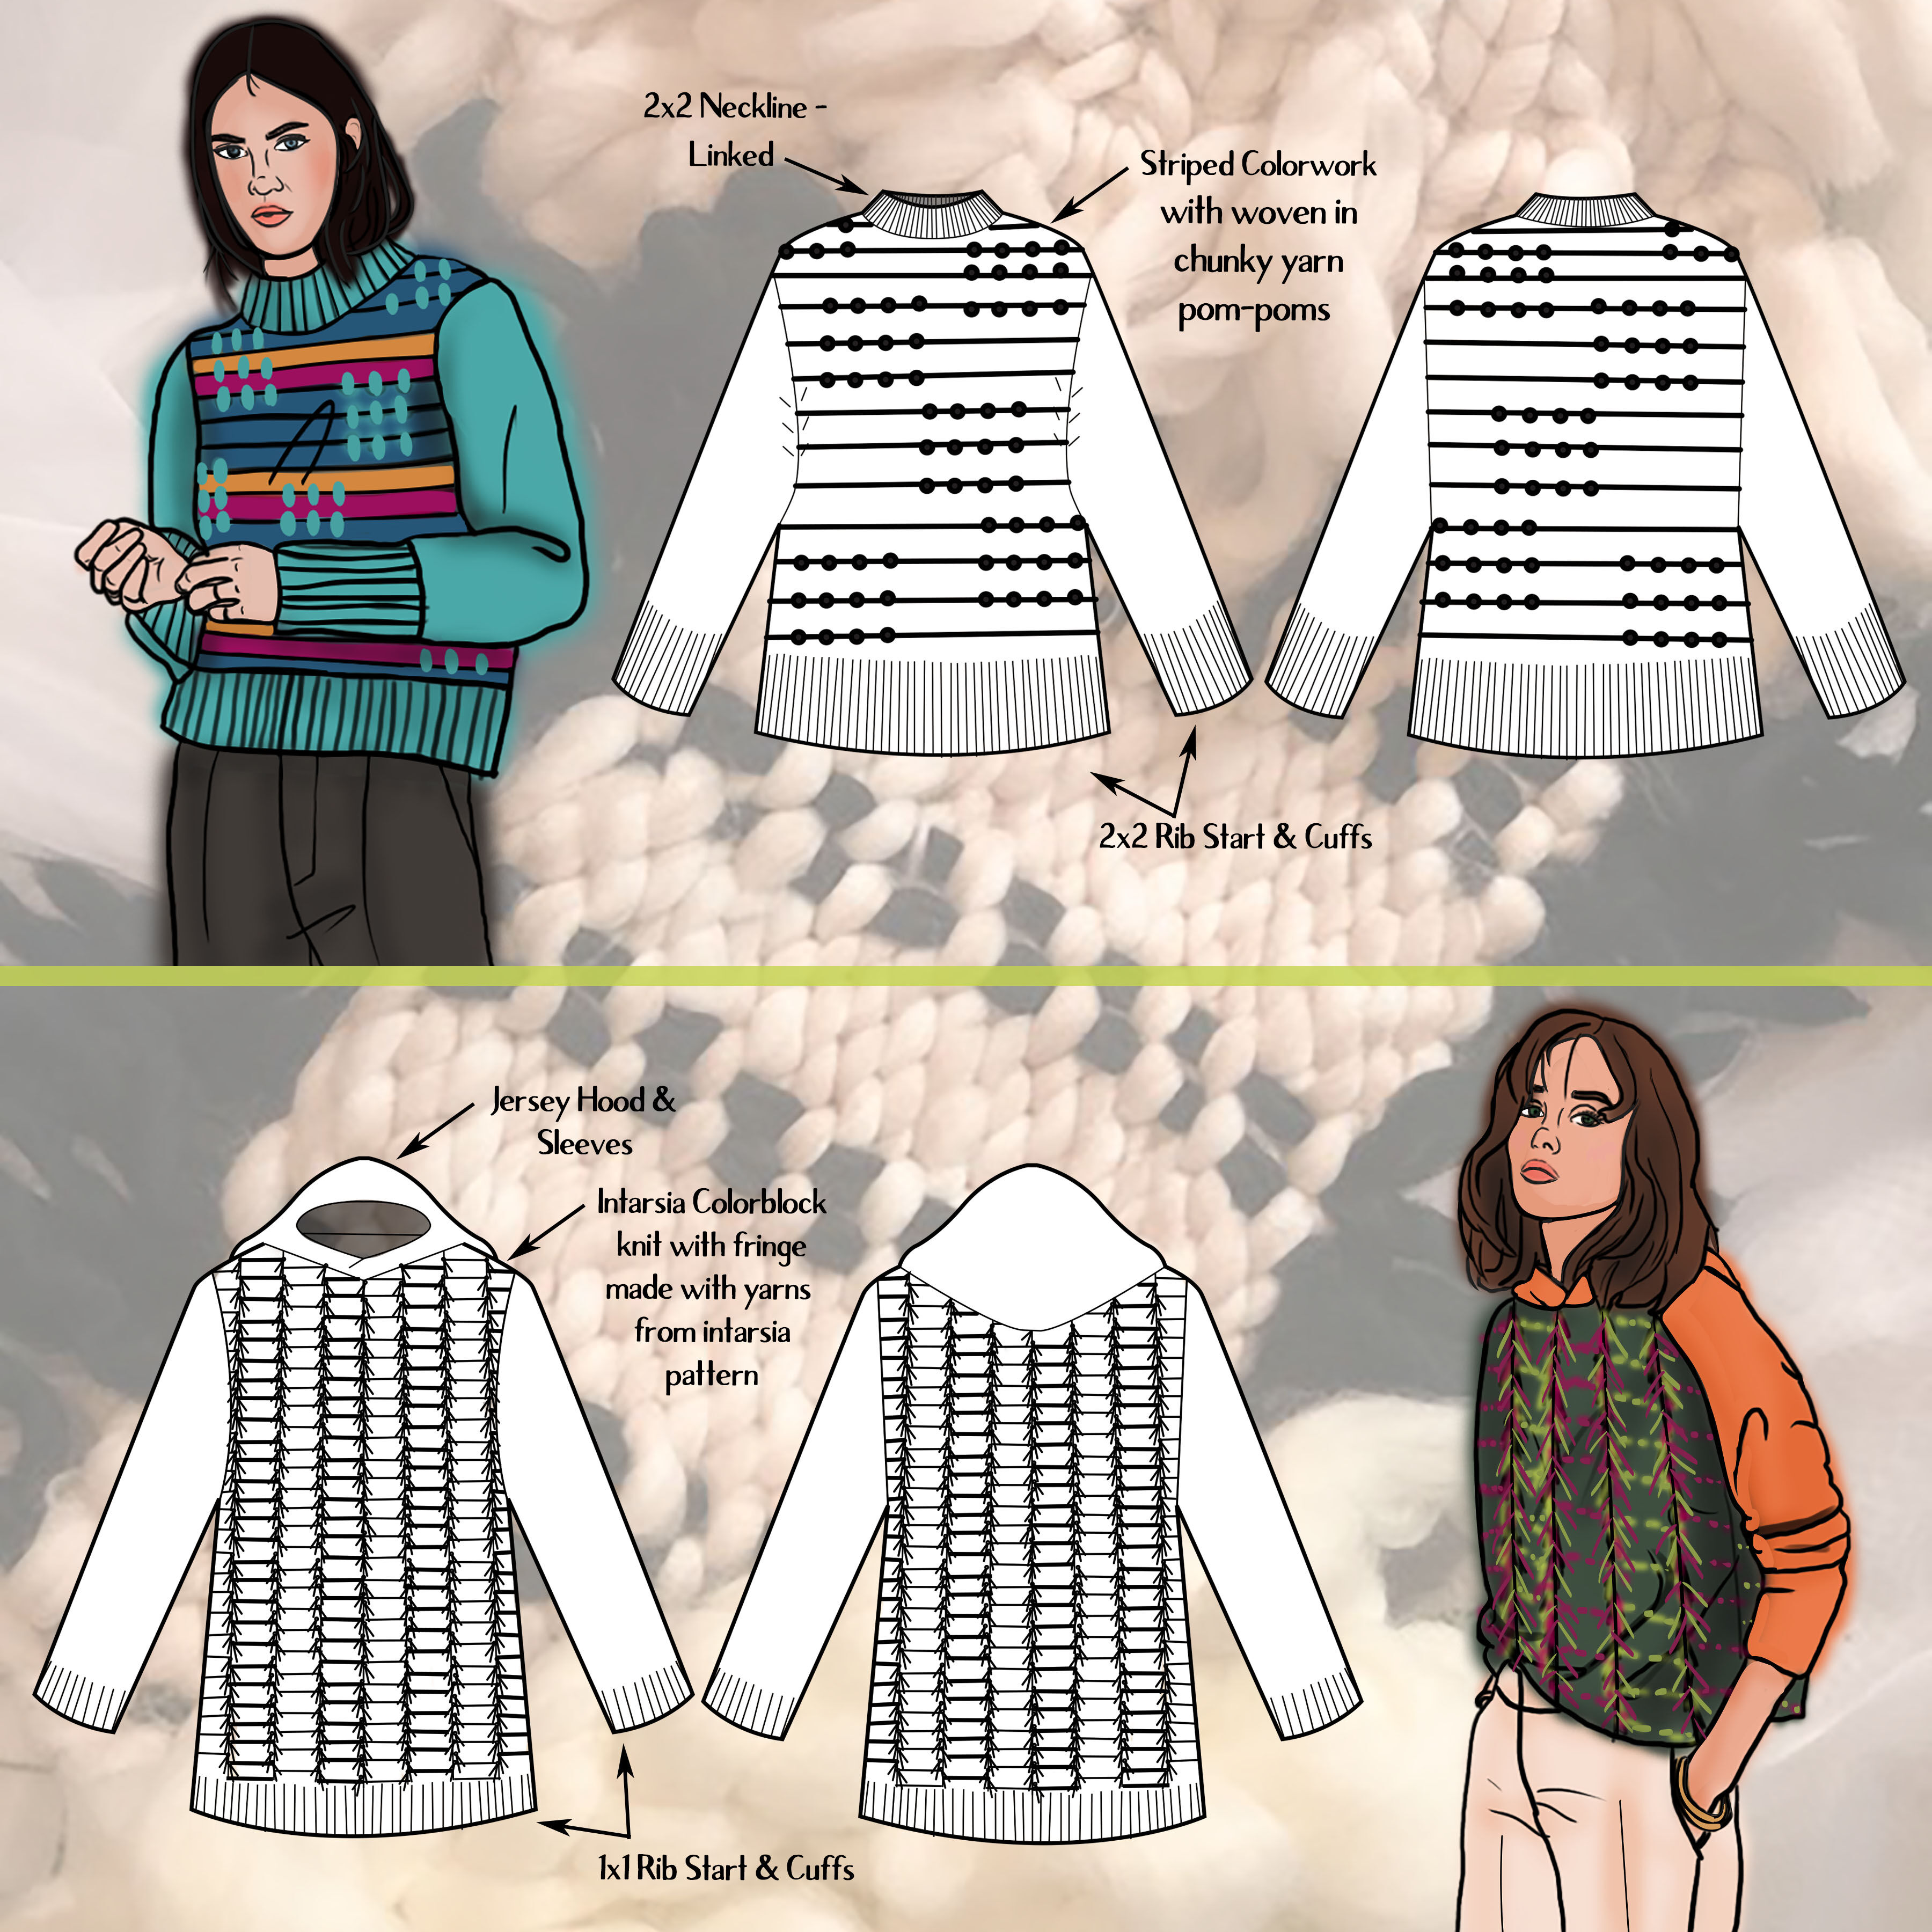 2x2 Neckline -
Linked
Striped Colorwork
with woven in
chunky yarn
pom-poms
2x2 Rib Start & Cuffs
Jersey Hood &
Sleeves
Intarsia Colorblock
knit with fringe
made with yarns
from intarsia
pattern
1x1 Rib Start & Cuffs